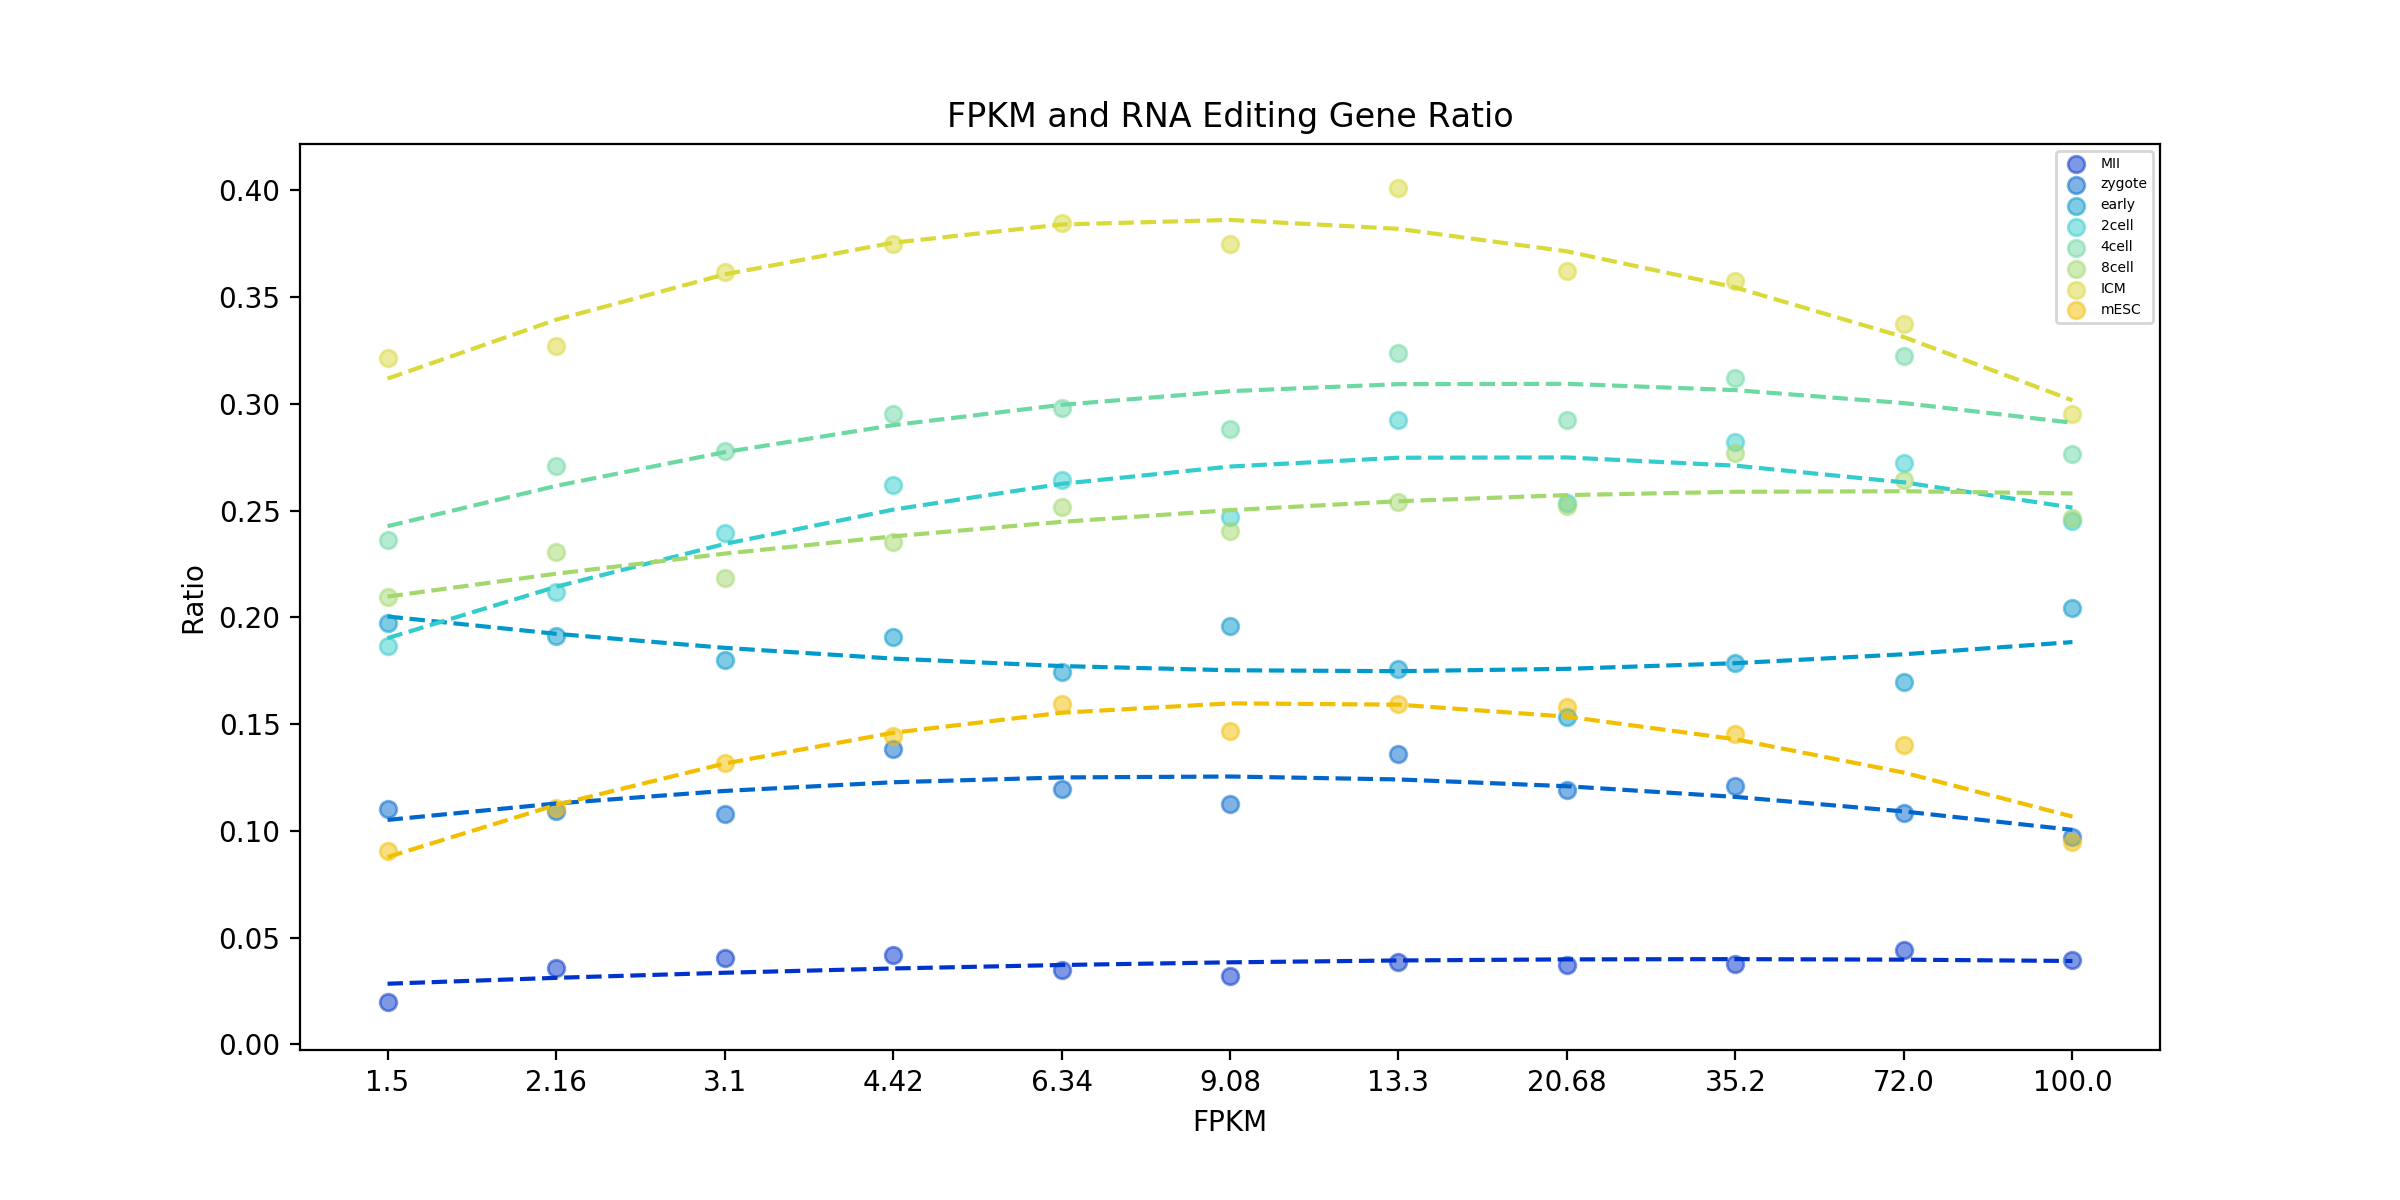 FPKM and RNA Editing Gene Ratio
MII
zygote
early
2cell
4cell
8cell
ICM
mESC
0.40
0.35
0.30
0.25
0.20
0.15
0.10
0.05
0.00
Ratio
1.5 2.16 3.1 4.42 6.34 9.08 13.3 20.68 35.2 72.0 100.0
FPKM